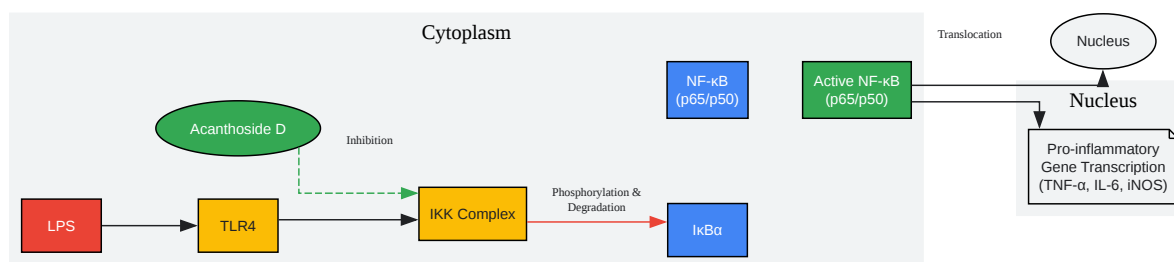 Cytoplasm
Translocation
Nucleus
NF-κB
(p65/p50)
Active NF-κB
(p65/p50)
Nucleus
Acanthoside D
Inhibition
Pro-inflammatory
Gene Transcription
(TNF-α, IL-6, iNOS)
Phosphorylation &
Degradation
LPS
TLR4
IKK Complex
IκBα